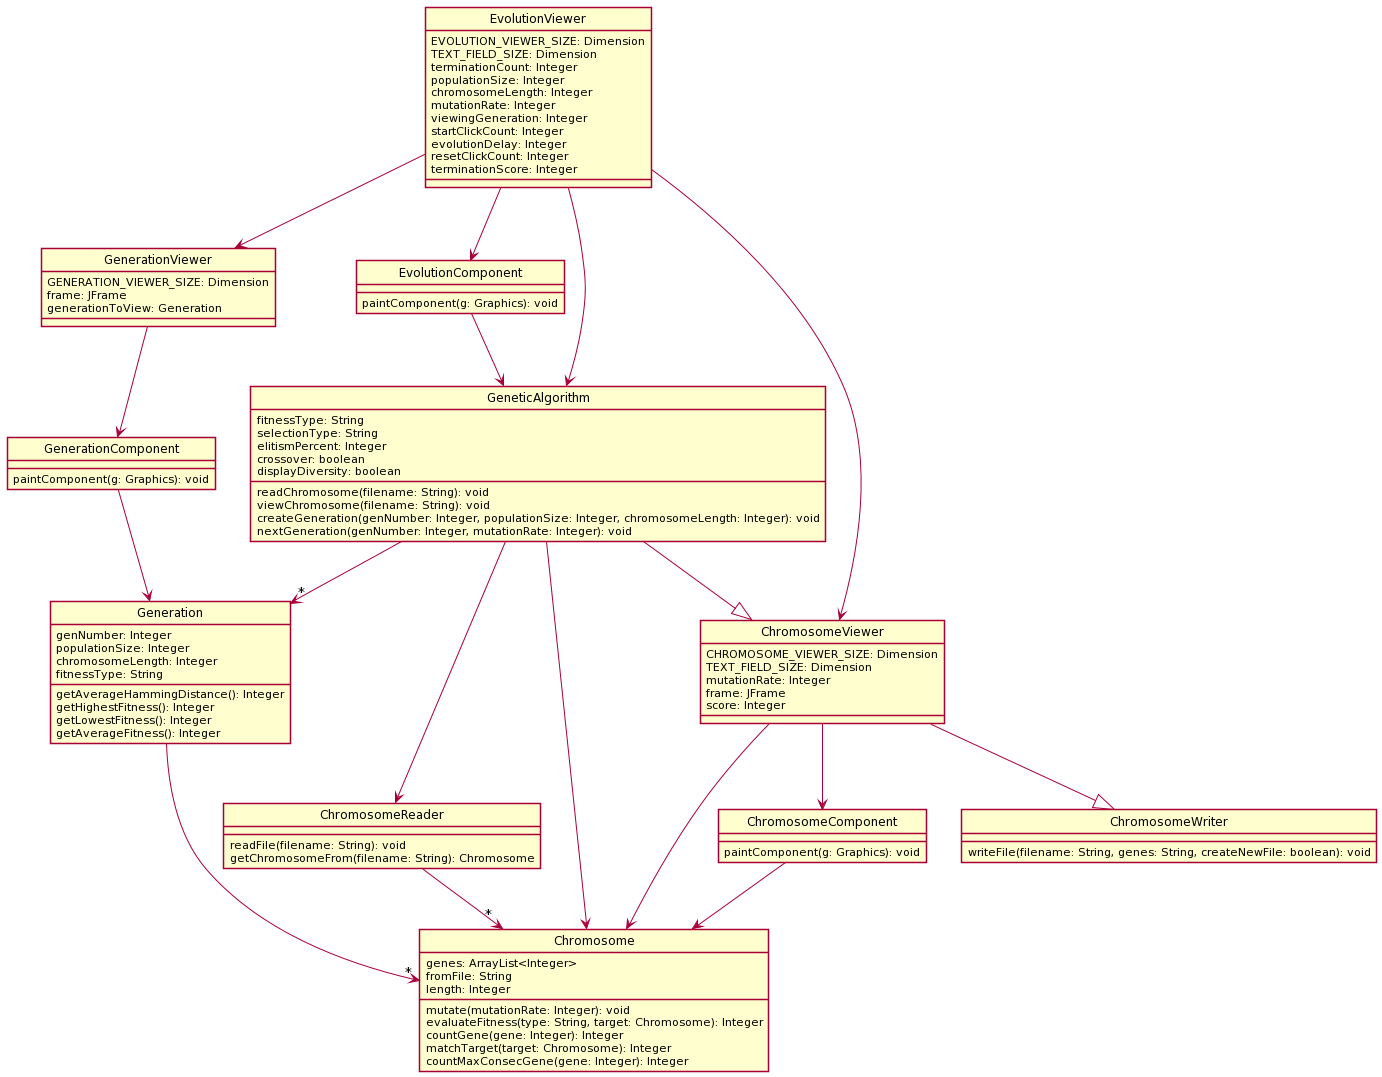 EvolutionViewer
EVOLUTION_VIEWER_SIZE: Dimension
TEXT_FIELD_SIZE: Dimension
terminationCount: Integer
populationSize: Integer
chromosomeLength: Integer
mutationRate: Integer
viewingGeneration: Integer
startClickCount: Integer
evolutionDelay: Integer
resetClickCount: Integer
terminationScore: Integer
GenerationViewer
GENERATION_VIEWER_SIZE: Dimension
frame: JFrame
generationToView: Generation
EvolutionComponent
paintComponent(g: Graphics): void
GeneticAlgorithm
fitnessType: String
selectionType: String
elitismPercent: Integer
crossover: boolean
displayDiversity: boolean
readChromosome(filename: String): void
viewChromosome(filename: String): void
createGeneration(genNumber: Integer, populationSize: Integer, chromosomeLength: Integer): void
nextGeneration(genNumber: Integer, mutationRate: Integer): void
GenerationComponent
paintComponent(g: Graphics): void
*
Generation
genNumber: Integer
populationSize: Integer
chromosomeLength: Integer
fitnessType: String
getAverageHammingDistance(): Integer
getHighestFitness(): Integer
getLowestFitness(): Integer
getAverageFitness(): Integer
ChromosomeViewer
CHROMOSOME_VIEWER_SIZE: Dimension
TEXT_FIELD_SIZE: Dimension
mutationRate: Integer
frame: JFrame
score: Integer
ChromosomeReader
readFile(filename: String): void
getChromosomeFrom(filename: String): Chromosome
ChromosomeComponent
paintComponent(g: Graphics): void
ChromosomeWriter
writeFile(filename: String, genes: String, createNewFile: boolean): void
*
*
Chromosome
genes: ArrayList<Integer>
fromFile: String
length: Integer
mutate(mutationRate: Integer): void
evaluateFitness(type: String, target: Chromosome): Integer
countGene(gene: Integer): Integer
matchTarget(target: Chromosome): Integer
countMaxConsecGene(gene: Integer): Integer